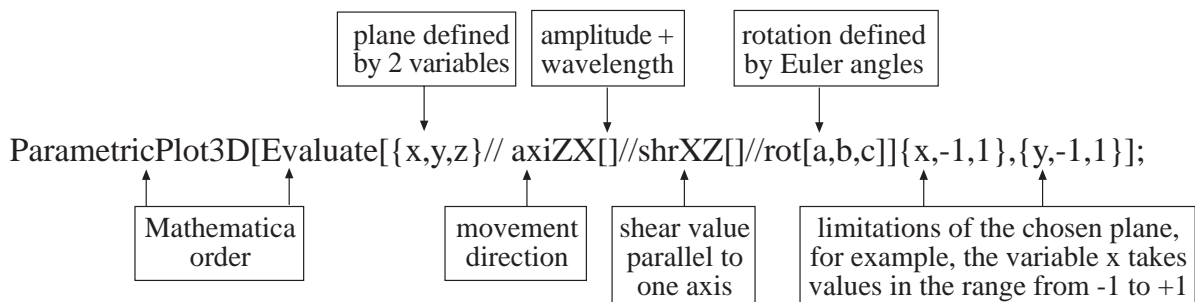 plane defined
by 2 variables
amplitude +
wavelength
rotation defined
by Euler angles
ParametricPlot3D[Evaluate[{x,y,z}// axiZX[]//shrXZ[]//rot[a,b,c]]{x,-1,1},{y,-1,1}];
Mathematica
order
movement
direction
shear value
parallel to
one axis
limitations of the chosen plane,
for example, the variable x takes
values in the range from -1 to +1